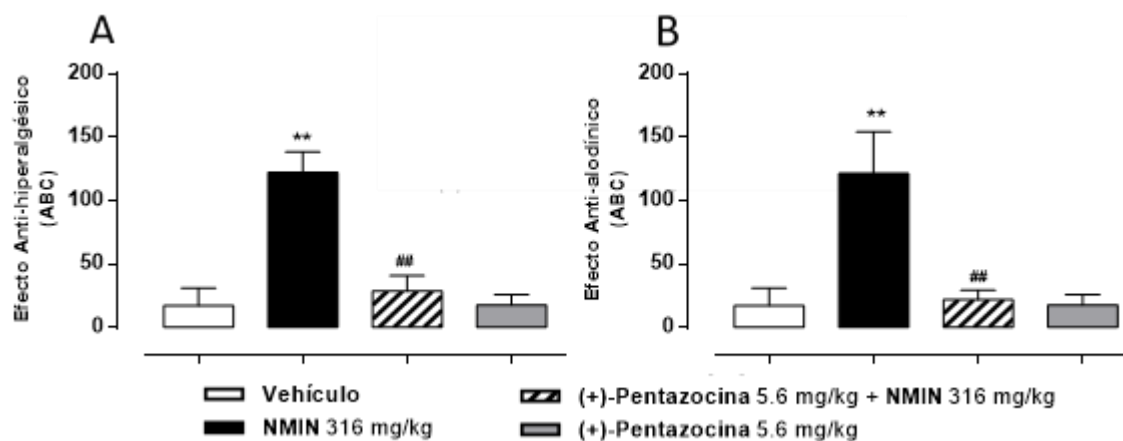 A
B
Efecto Anti-hiperalgésico
(ABC)
200
150
100
50
0
**
##
Efecto Anti-alodínico
(ABC)
200
150
100
50
0
**
##
Vehículo
NMIN 316 mg/kg
(+)-Pentazocina 5.6 mg/kg + NMIN 316 mg/kg
(+)-Pentazocina 5.6 mg/kg